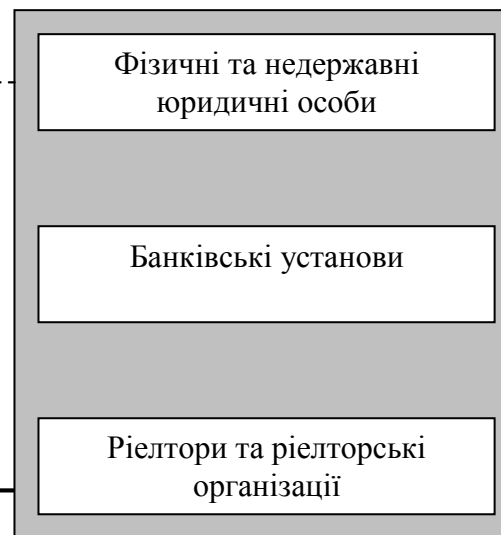 Фізичні та недержавні
юридичні особи
Банківські установи
Ріелтори та ріелторські
організації